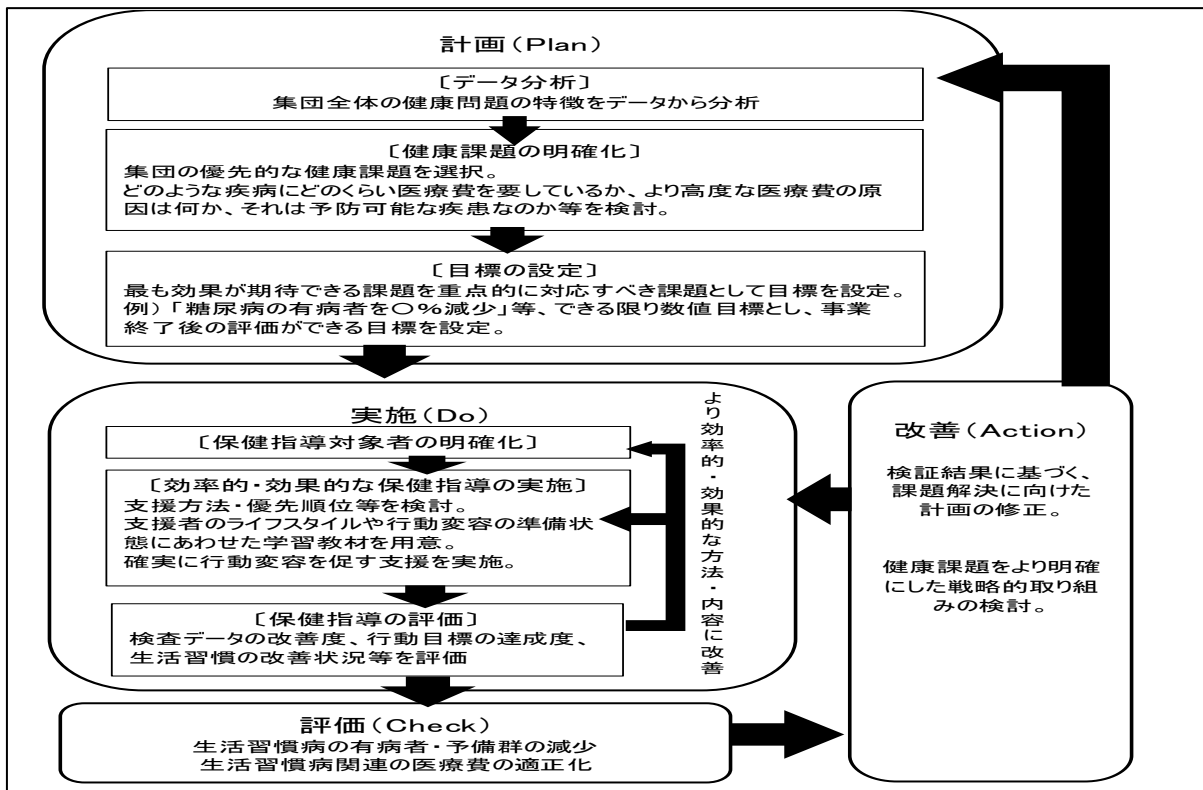 計画(Plan)
[データ分析]
集団全体の健康問題の特徴をデータから分析
[健康課題の明確化]
集団の優先的な健康課題を選択。
どのような疾病にどのくらい医療費を要しているか、より高度な医療費の原
因は何か、それは予防可能な疾患なのか等を検討。
[目標の設定]
最も効果が期待できる課題を重点的に対応すべき課題として目標を設定。
例)「糖尿病の有病者を○%減少」等、できる限り数値目標とし、事業
終了後の評価ができる目標を設定。
実施(Do)
[保健指導対象者の明確化]
[効率的・効果的な保健指導の実施]
支援方法・優先順位等を検討。
支援者のライフスタイルや行動変容の準備状
態にあわせた学習教材を用意。
確実に行動変容を促す支援を実施。
[保健指導の評価]
検査データの改善度、行動目標の達成度、
生活習慣の改善状況等を評価
より効率的・効果的な方法・内容に改善
評価(Check)
生活習慣病の有病者・予備群の減少
生活習慣病関連の医療費の適正化
改善(Action)
検証結果に基づく、
課題解決に向けた
計画の修正。
健康課題をより明確
にした戦略的取り組
みの検討。